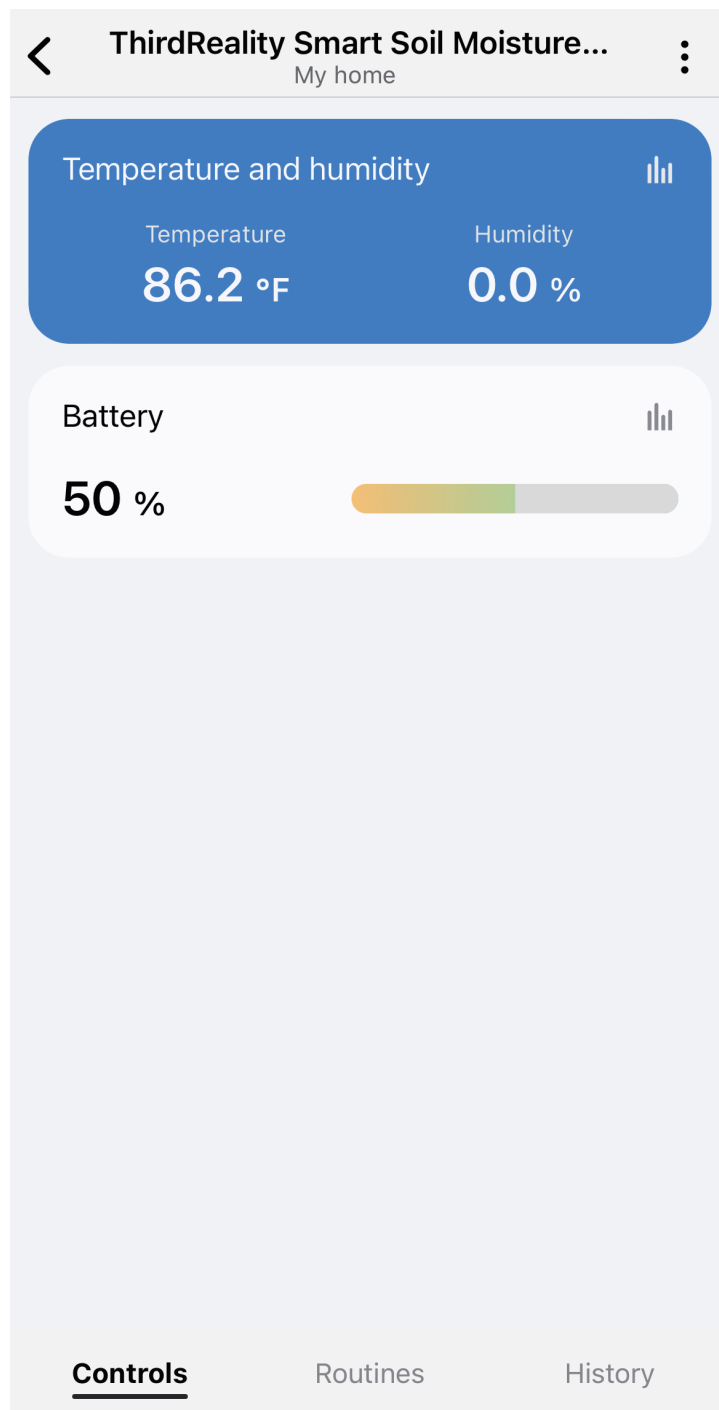 ThirdReality Smart Soil Moisture...
My home
Temperature and humidity
Temperature Humidity
86.2 °F 0.0 %
Battery
50 %
Controls Routines History